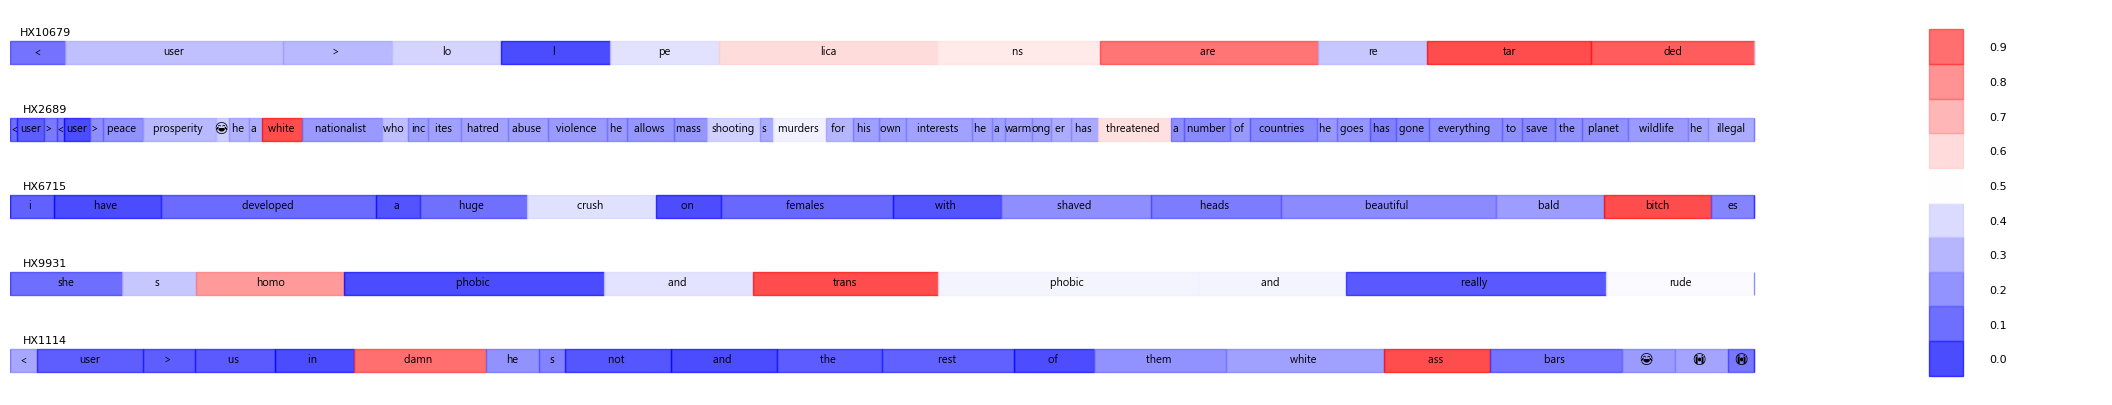 HX10679
< user > lo l pe lica ns are re tar ded
HX2689
< user > < user > peace prosperity 😂 he a white nationalist who inc ites hatred abuse violence he allows mass shooting s murders for his own interests he a warm ong er has threatened a number of countries he goes has gone everything to save the planet wildlife he illegal
HX6715
i have developed a huge crush on females with shaved heads beautiful bald bitch es
HX9931
she s homo phobic and trans phobic and really rude
HX1114
< user > us in damn he s not and the rest of them white ass bars 😂
0.9
0.8
0.7
0.6
0.5
0.4
0.3
0.2
0.1
0.0